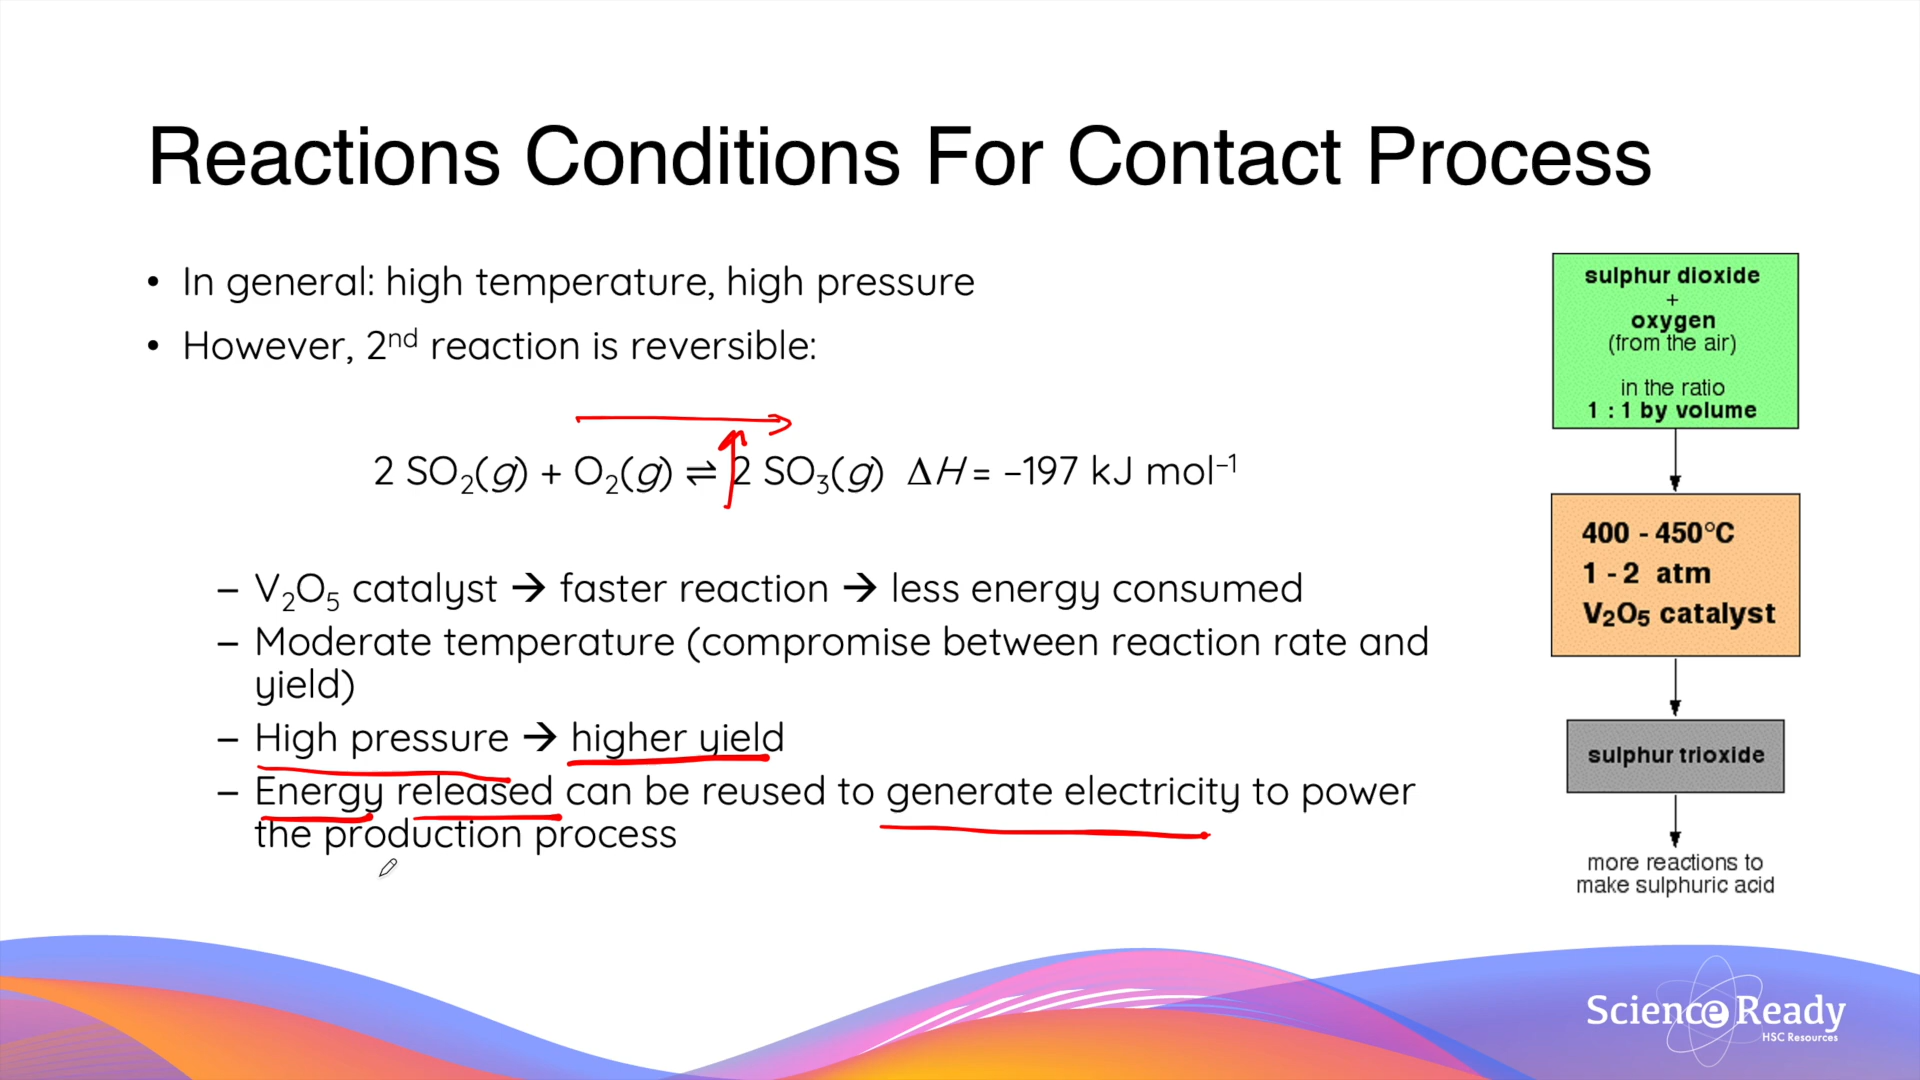 Reactions Conditions For Contact Process
• In general: high temperature, high pressure
• However, 2nd reaction is reversible:
2 SO₂(g) + O₂(g) ⇌ 2 SO₃(g) ΔH = –197 kJ mol⁻¹
– V₂O₅ catalyst → faster reaction → less energy consumed
– Moderate temperature (compromise between reaction rate and
yield)
– High pressure → higher yield
– Energy released can be reused to generate electricity to power
the production process
sulphur dioxide
+
oxygen
(from the air)
in the ratio
1 : 1 by volume
400 - 450°C
1 - 2 atm
V₂O₅ catalyst
sulphur trioxide
more reactions to
make sulphuric acid
Science Ready
HSC Resources